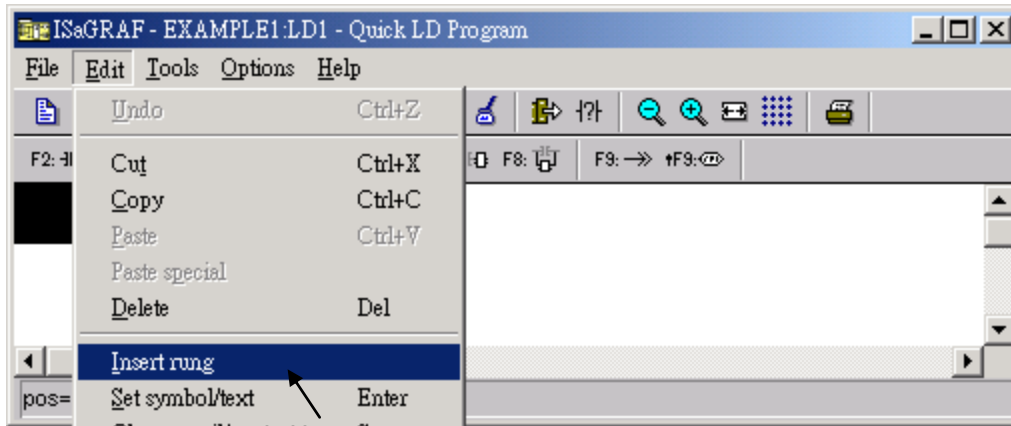 ISaGRAF - EXAMPLE1:LD1 - Quick LD Program
File Edit Tools Options Help
Undo Ctrl+Z
F2: F8: F9: ↑F9:
Cut Ctrl+X
Copy Ctrl+C
Paste Ctrl+V
Paste special
Delete Del
Insert rung
Set symbol/text Enter
pos=